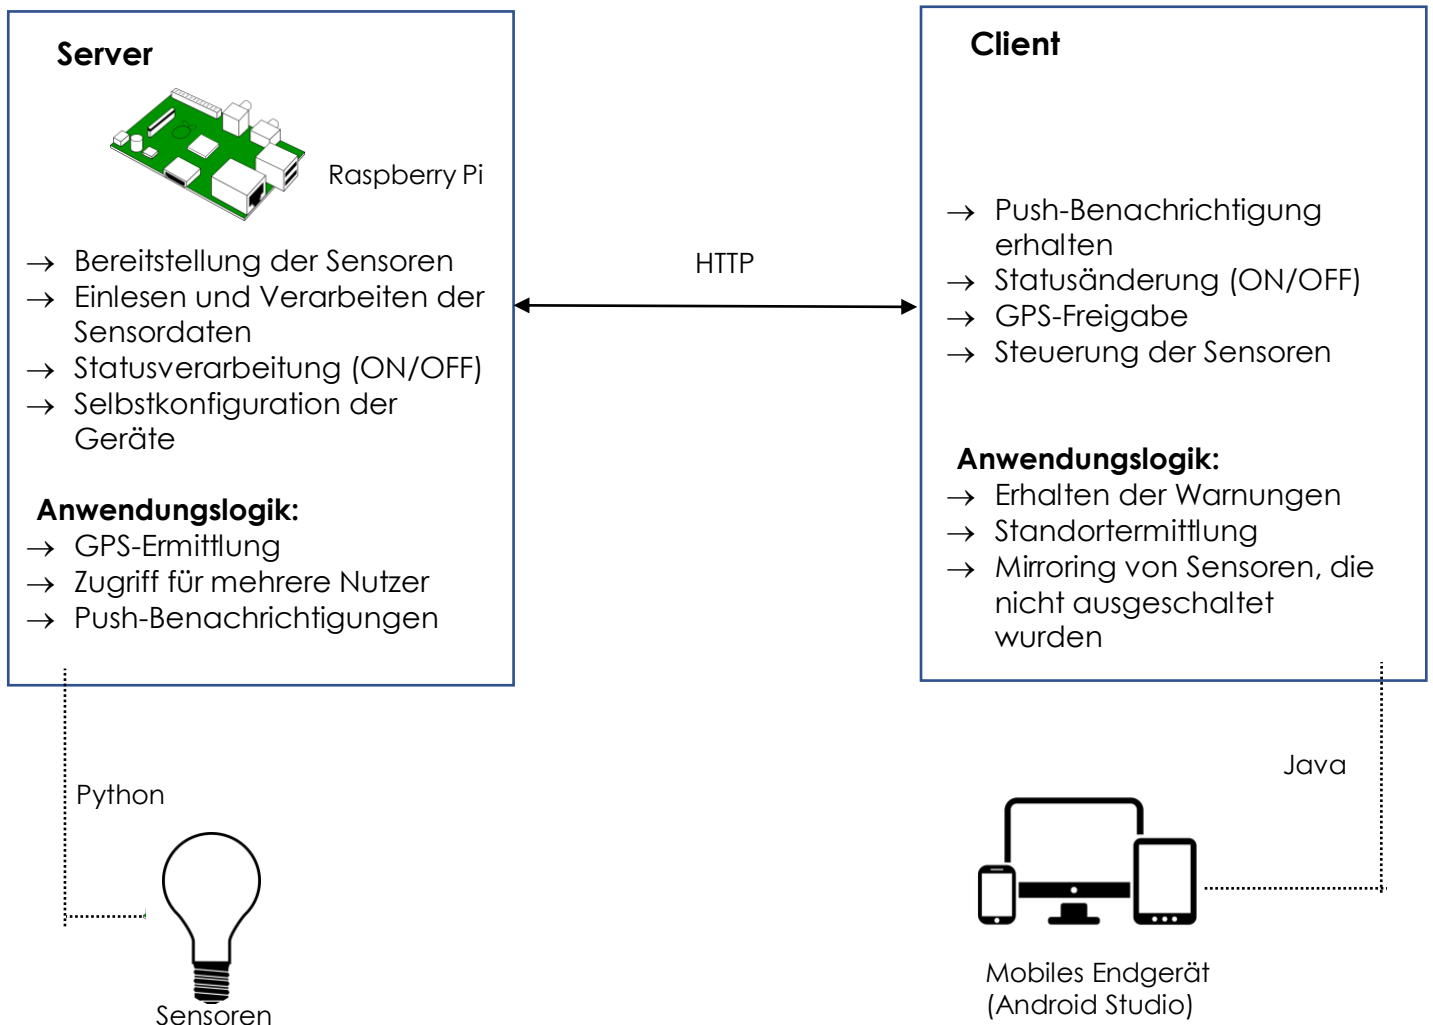 Server
Raspberry Pi
→ Bereitstellung der Sensoren
→ Einlesen und Verarbeiten der
Sensordaten
→ Statusverarbeitung (ON/OFF)
→ Selbstkonfiguration der
Geräte
Anwendungslogik:
→ GPS-Ermittlung
→ Zugriff für mehrere Nutzer
→ Push-Benachrichtigungen
HTTP
Client
→ Push-Benachrichtigung
erhalten
→ Statusänderung (ON/OFF)
→ GPS-Freigabe
→ Steuerung der Sensoren
Anwendungslogik:
→ Erhalten der Warnungen
→ Standortermittlung
→ Mirroring von Sensoren, die
nicht ausgeschaltet
wurden
Python
Sensoren
Java
Mobiles Endgerät
(Android Studio)